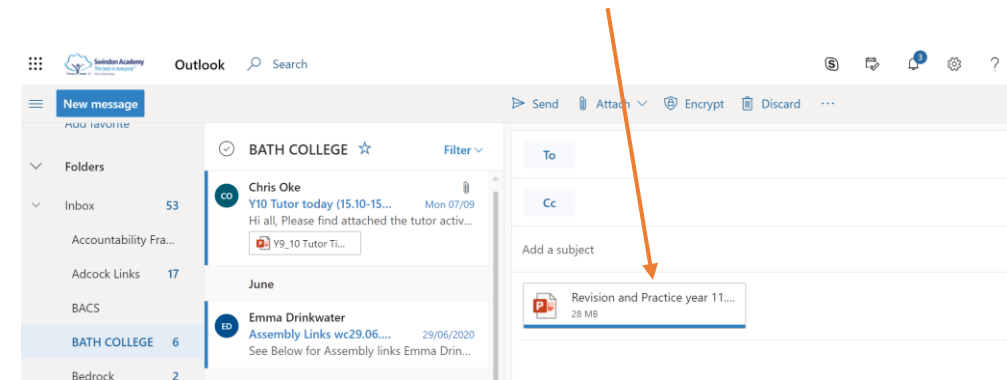 Swindon Academy
Outlook
Search
S
3
?
New message
Send
Attach
Encrypt
Discard
...
Add favorite
Folders
Inbox 53
Accountability Fra...
Adcock Links 17
BACS
BATH COLLEGE 6
Bedrock 2
BATH COLLEGE
Filter
CO
Chris Oke
Y10 Tutor today (15.10-15... Mon 07/09
Hi all, Please find attached the tutor activ...
Y9_10 Tutor Ti...
June
ED
Emma Drinkwater
Assembly Links wc29.06.... 29/06/2020
See Below for Assembly links Emma Drin...
To
Cc
Add a subject
P
Revision and Practice year 11....
28 MB